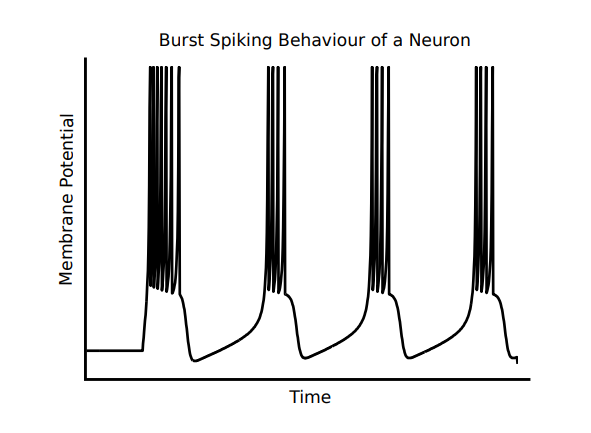 Burst Spiking Behaviour of a Neuron
Membrane Potential
Time